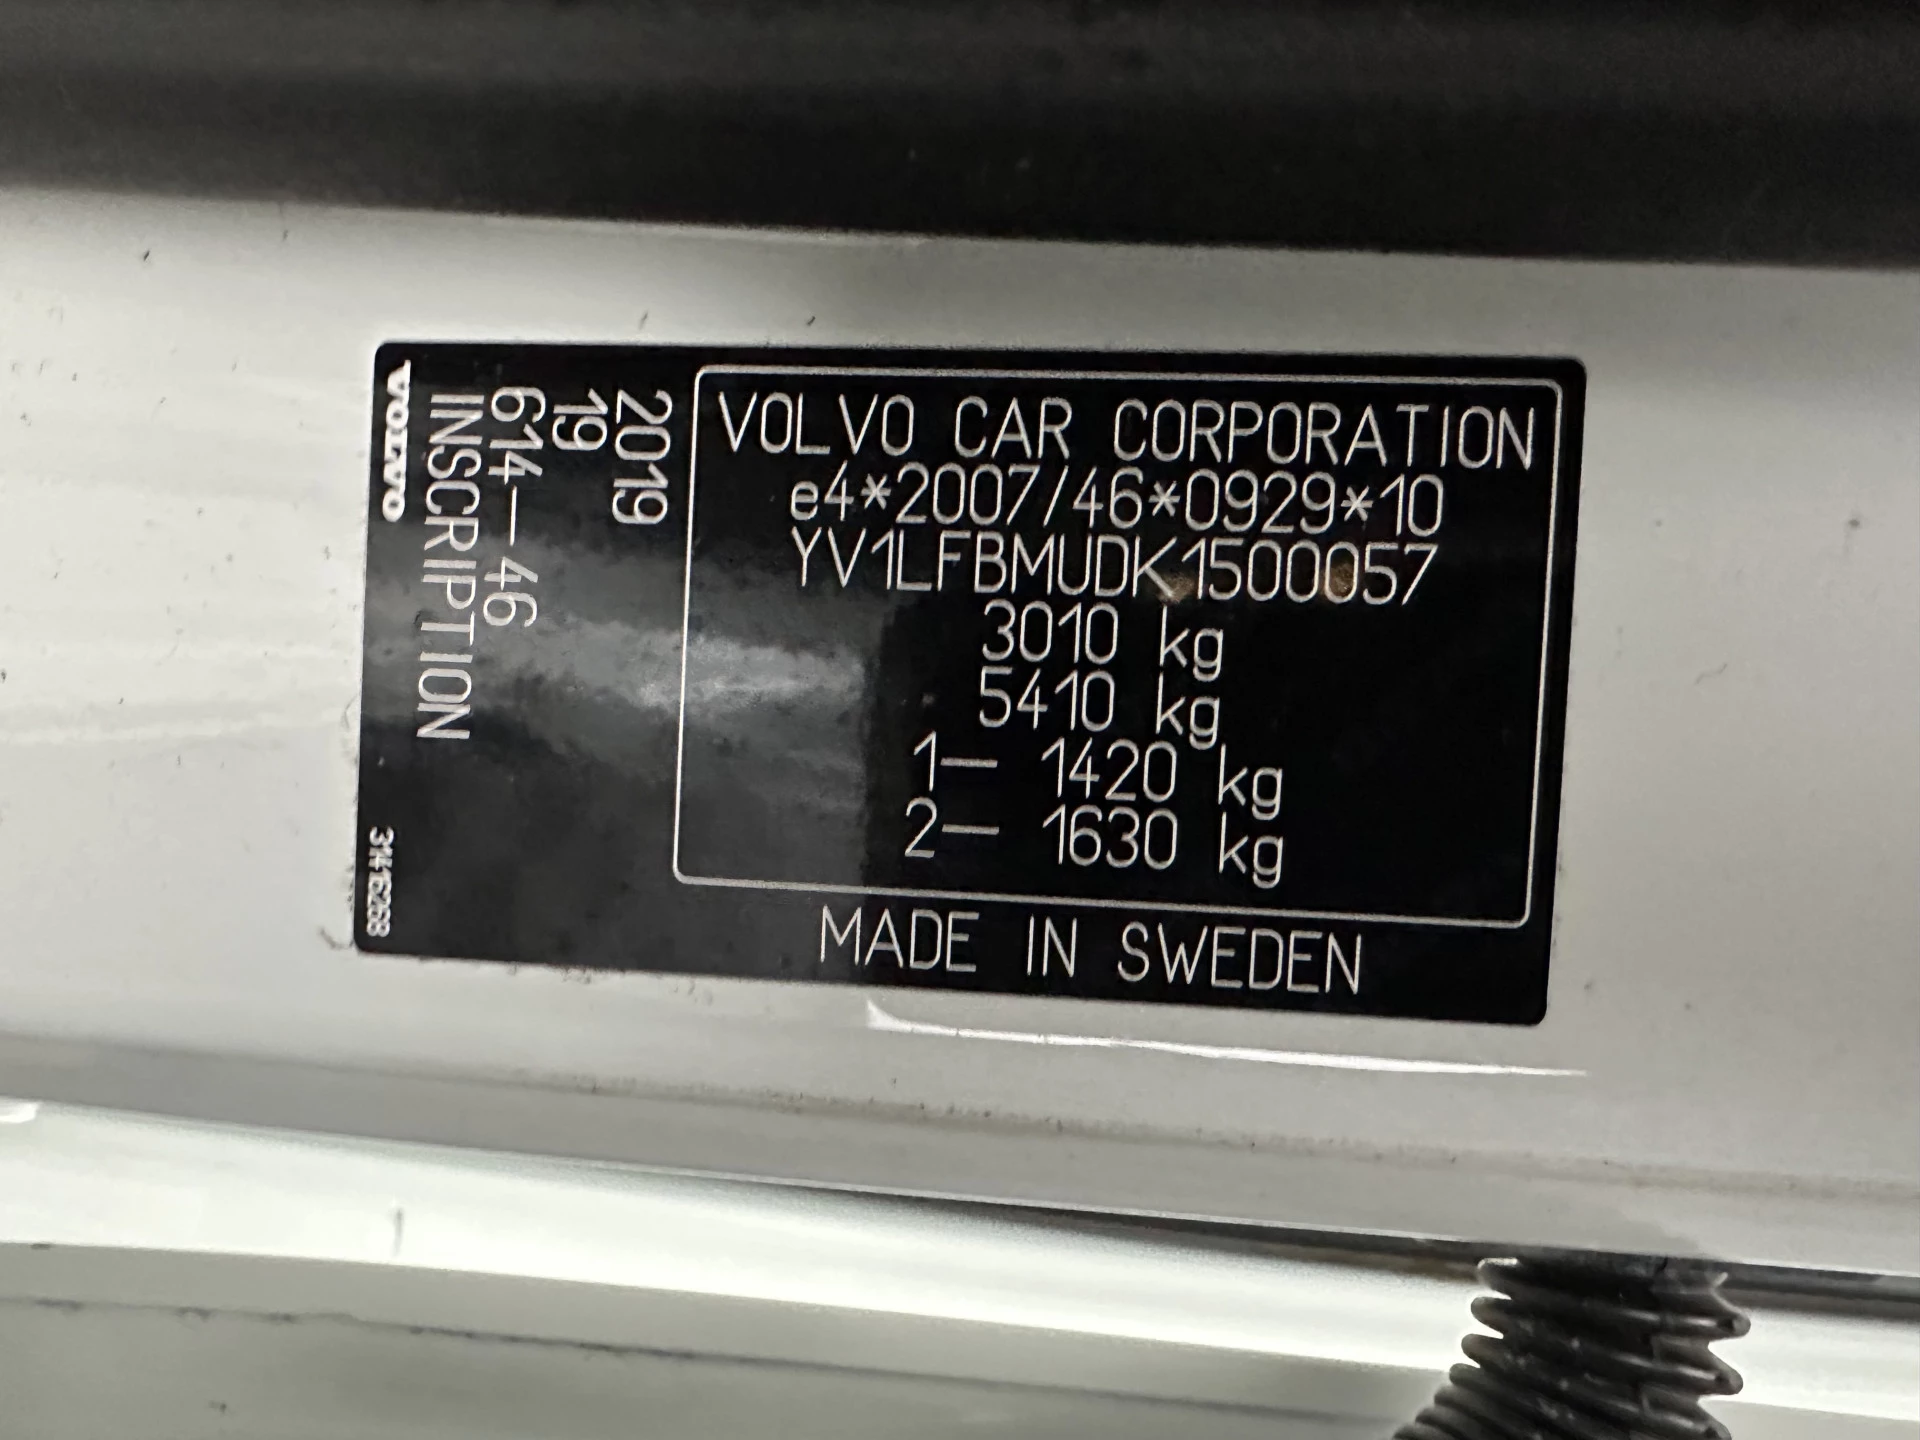 VOLVO CAR CORPORATION
e4*2007/46*0929*10
YV1LFBMUDK1500057
3010 kg
5410 kg
1— 1420 kg
2— 1630 kg
MADE IN SWEDEN
2019
19
614—46
INSCRIPTION
VOLVO
31416268